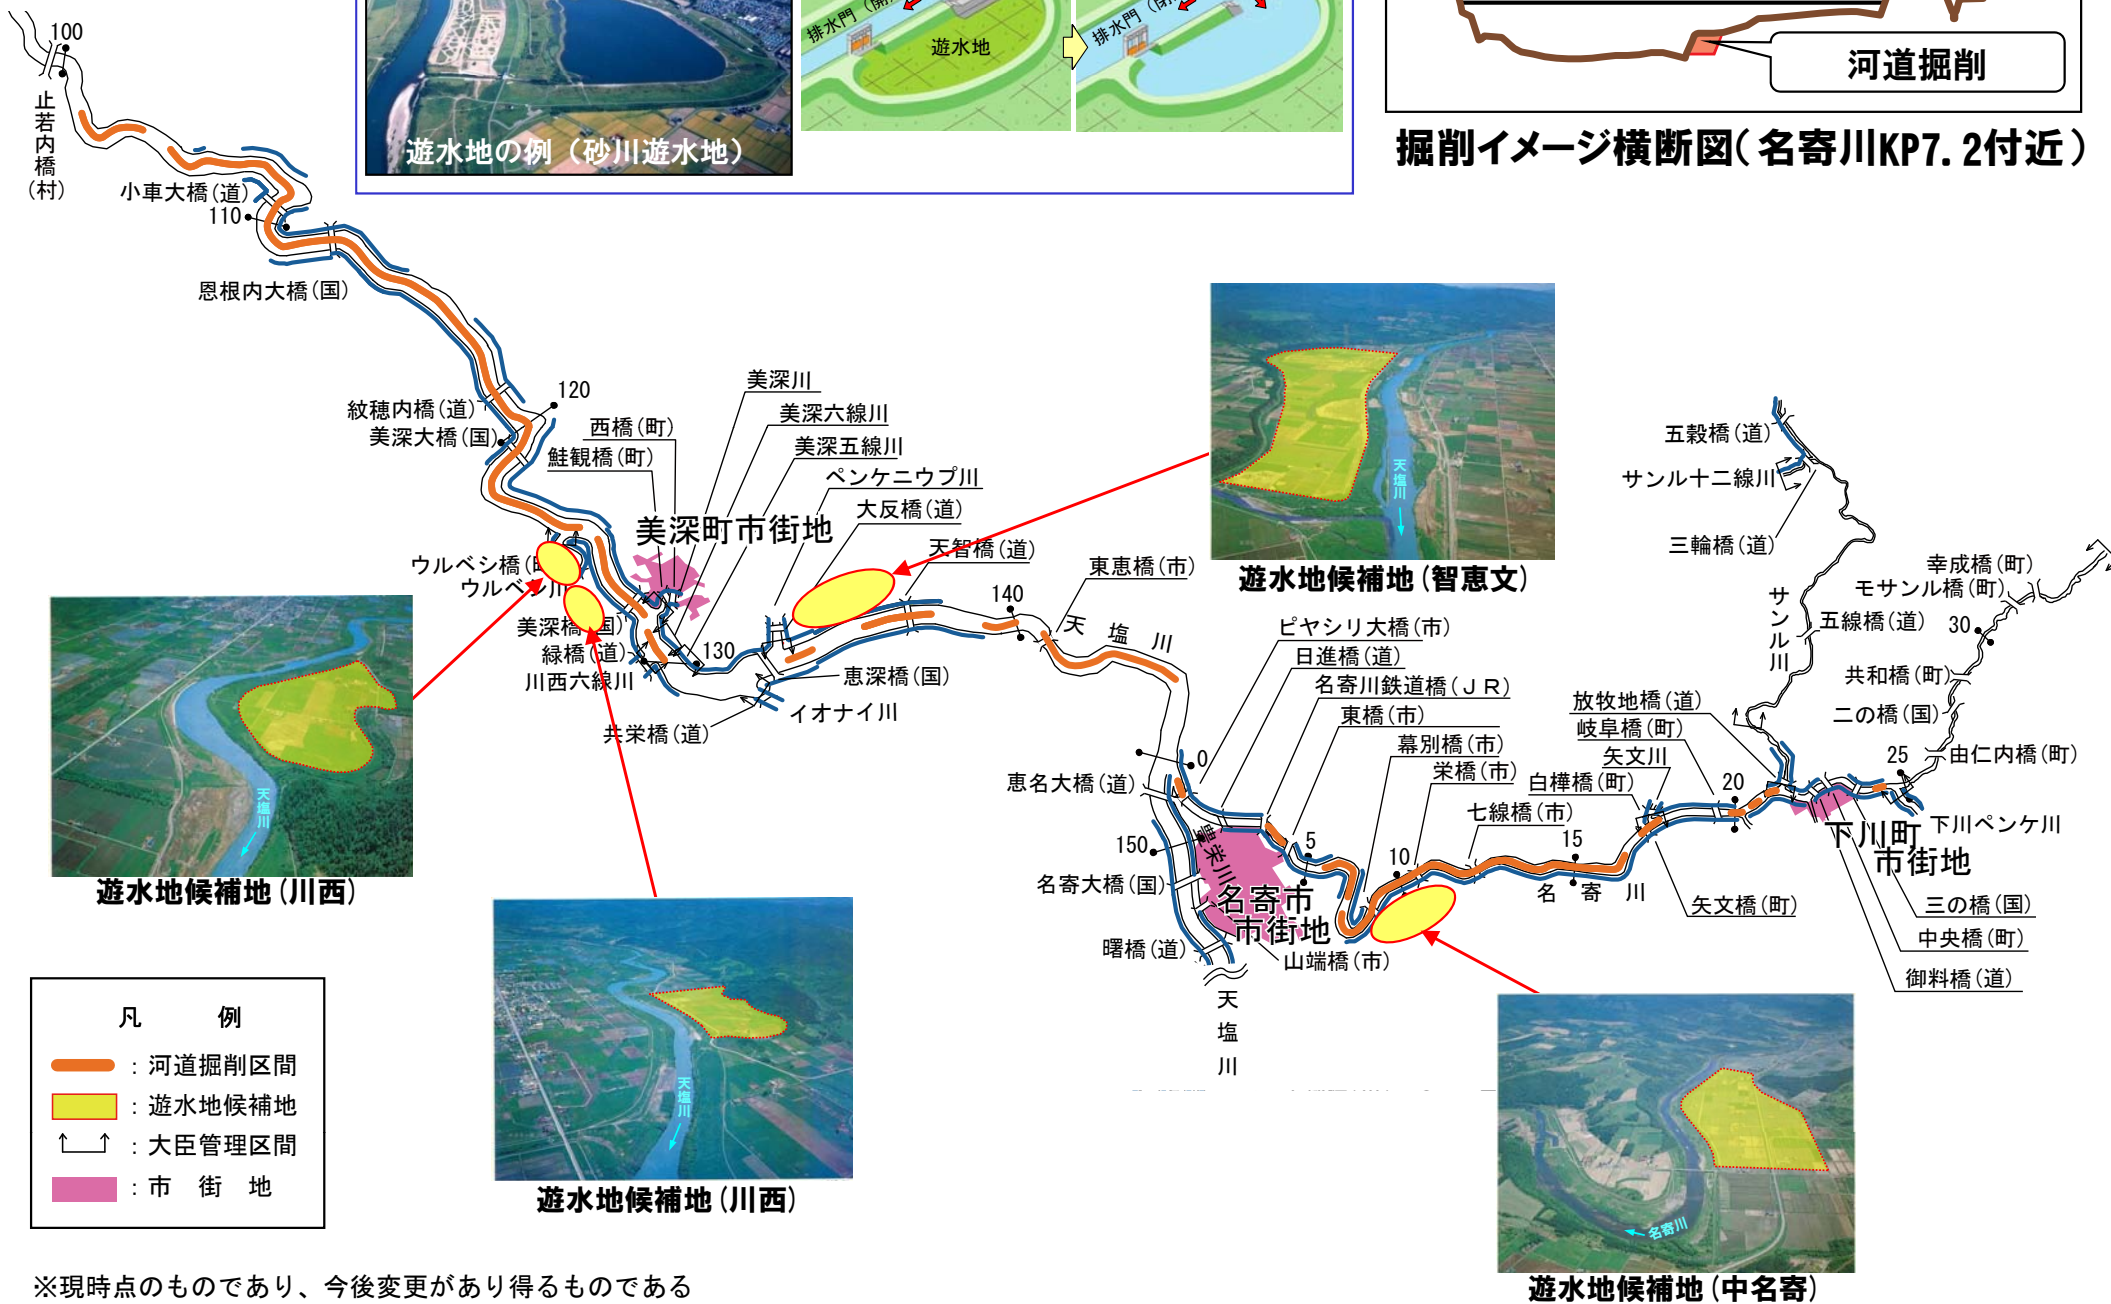 排水門（開
遊水地
排水門（閉
遊水地の例（砂川遊水地）
河道掘削
掘削イメージ横断図(名寄川KP7.2付近)
100
止若内橋(村)
小車大橋(道)
110
恩根内大橋(国)
120
紋穂内橋(道)
美深大橋(国)
西橋(町)
鮭観橋(町)
美深川
美深六線川
美深五線川
ペンケニウプ川
大反橋(道)
天智橋(道)
美深町市街地
ウルベシ橋(
ウルベシ川
美深橋(国)
緑橋(道)
川西六線川
130
恵深橋(国)
イオナイ川
共栄橋(道)
140
東恵橋(市)
天塩川
遊水地候補地(智恵文)
天塩川
五穀橋(道)
サンル十二線川
三輪橋(道)
サンル川
幸成橋(町)
モサンル橋(町)
五線橋(道)
30
共和橋(町)
二の橋(国)
由仁内橋(町)
25
ピヤシリ大橋(市)
日進橋(道)
名寄川鉄道橋(ＪＲ)
東橋(市)
幕別橋(市)
栄橋(市)
七線橋(市)
放牧地橋(道)
岐阜橋(町)
矢文川
白樺橋(町)
0
5
10
15
20
恵名大橋(道)
150
豊栄川
名寄大橋(国)
名寄市
市街地
曙橋(道)
山端橋(市)
天塩川
名寄川
矢文橋(町)
下川町
市街地
下川ペンケ川
三の橋(国)
中央橋(町)
御料橋(道)
天塩川
遊水地候補地(川西)
天塩川
遊水地候補地(川西)
名寄川
遊水地候補地(中名寄)
凡　例
：河道掘削区間
：遊水地候補地
：大臣管理区間
：市　街　地
※現時点のものであり、今後変更があり得るものである